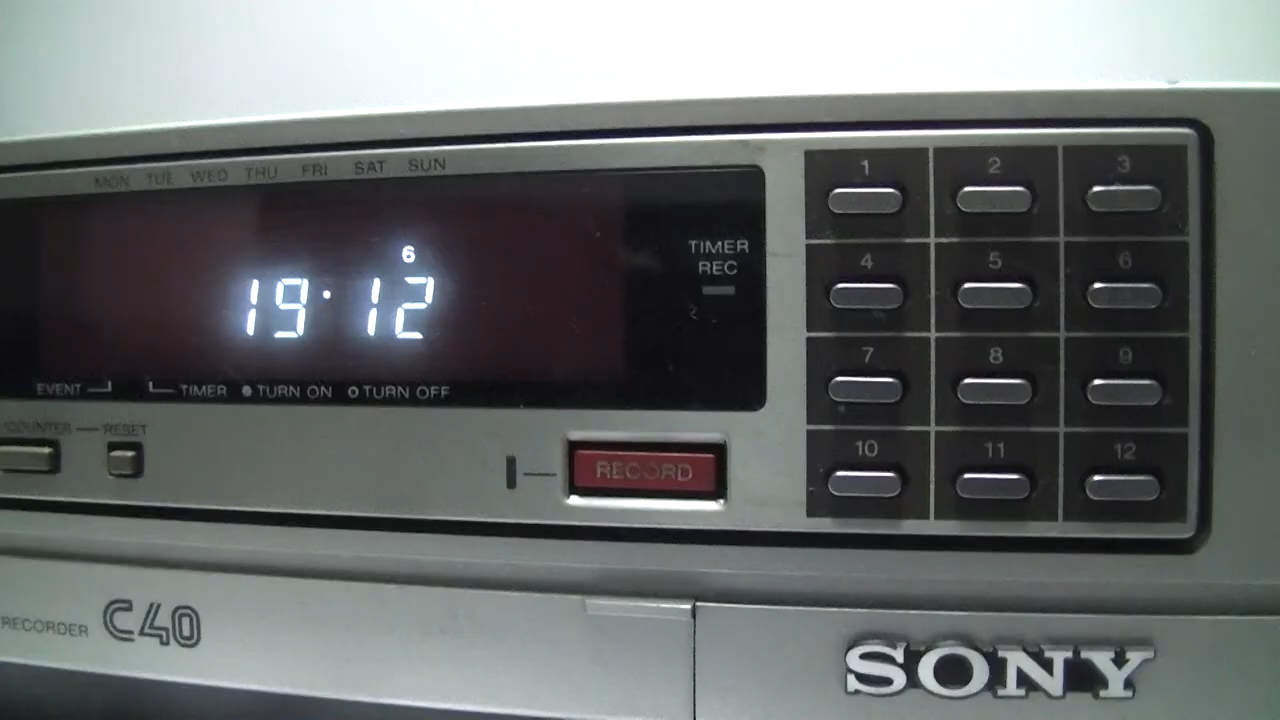 MON TUE WED THU FRI SAT SUN
6
19·12
TIMER
REC
EVENT TIMER TURN ON TURN OFF
COUNTER RESET
RECORD
1 2 3
4 5 6
7 8 9
10 11 12
RECORDER C40
SONY